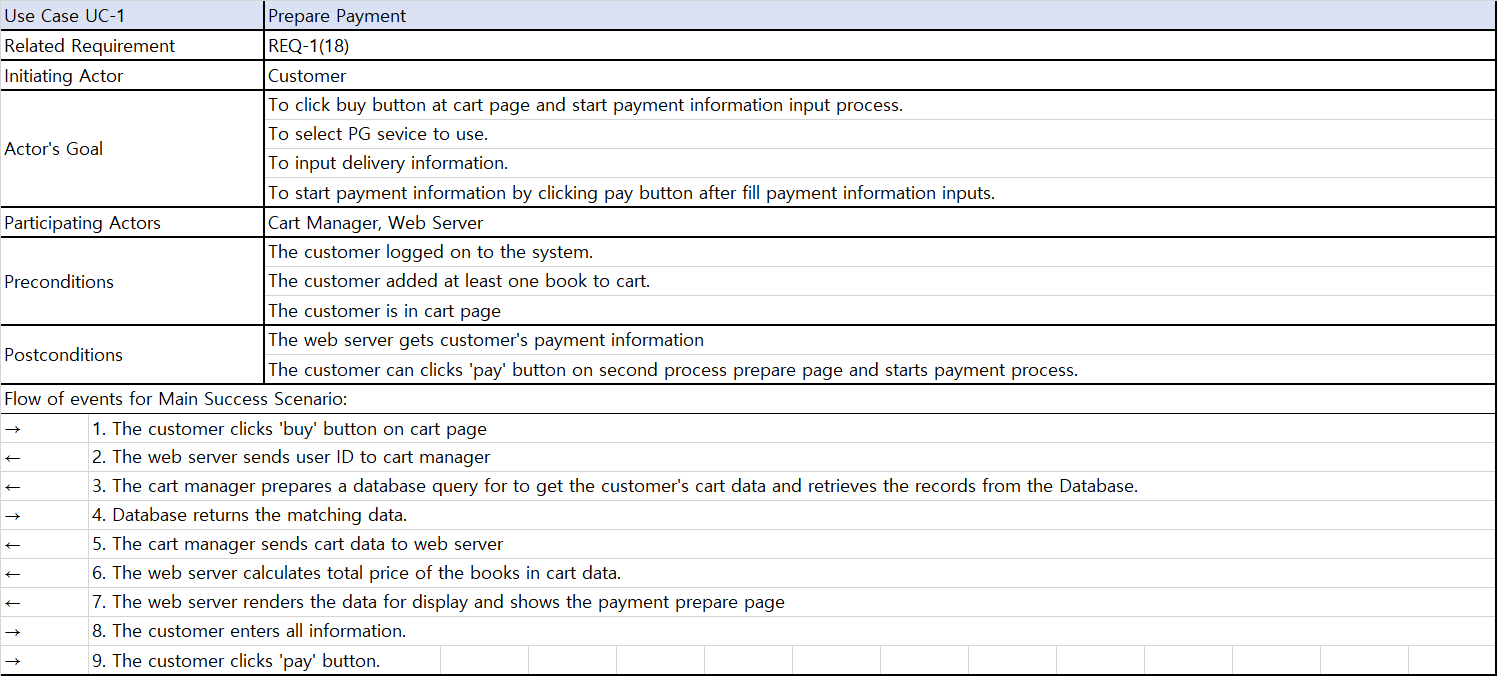 Use Case UC-1 Prepare Payment
Related Requirement REQ-1(18)
Initiating Actor Customer
Actor's Goal
To click buy button at cart page and start payment information input process.
To select PG sevice to use.
To input delivery information.
To start payment information by clicking pay button after fill payment information inputs.
Participating Actors Cart Manager, Web Server
Preconditions
The customer logged on to the system.
The customer added at least one book to cart.
The customer is in cart page
Postconditions
The web server gets customer's payment information
The customer can clicks 'pay' button on second process prepare page and starts payment process.
Flow of events for Main Success Scenario:
→ 1. The customer clicks 'buy' button on cart page
← 2. The web server sends user ID to cart manager
← 3. The cart manager prepares a database query for to get the customer's cart data and retrieves the records from the Database.
→ 4. Database returns the matching data.
← 5. The cart manager sends cart data to web server
← 6. The web server calculates total price of the books in cart data.
← 7. The web server renders the data for display and shows the payment prepare page
→ 8. The customer enters all information.
→ 9. The customer clicks 'pay' button.